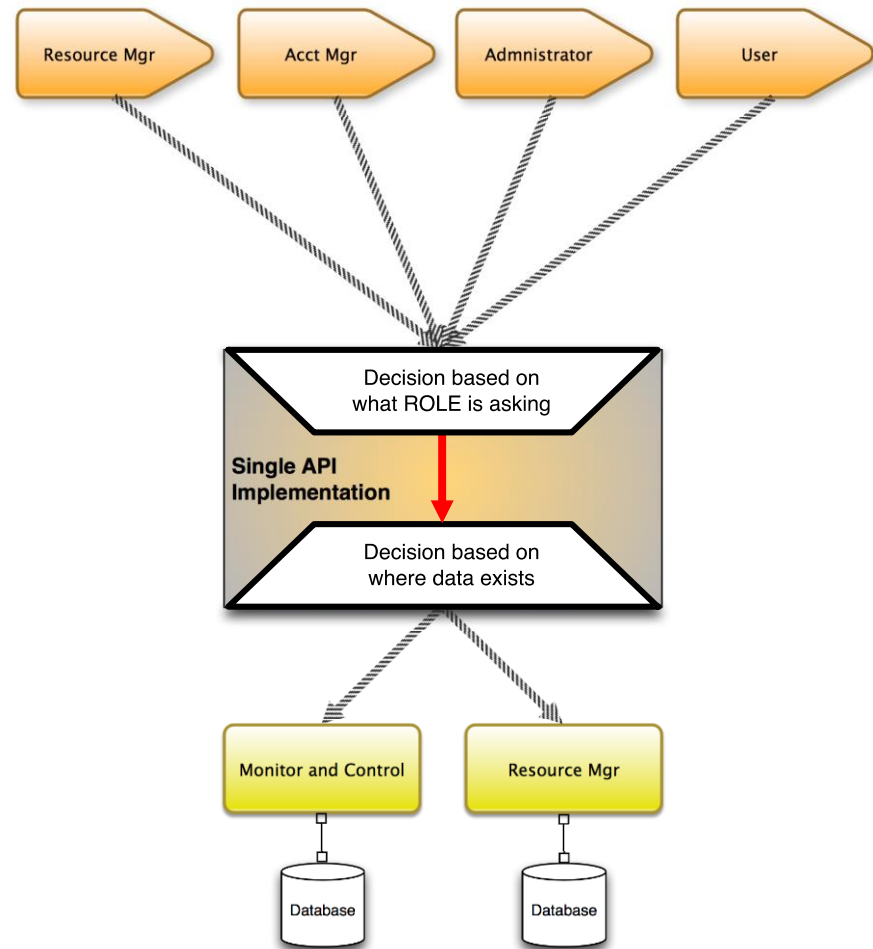 Resource Mgr
Acct Mgr
Admnistrator
User
Decision based on
what ROLE is asking
Single API
Implementation
Decision based on
where data exists
Monitor and Control
Resource Mgr
Database
Database